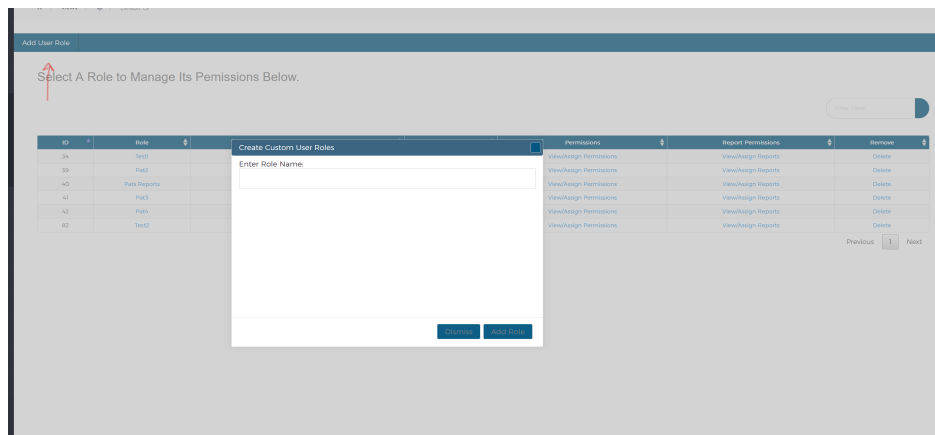 Add User Role
Select A Role to Manage Its Permissions Below.
ID Role Permissions Report Permissions Remove
34 Test1 View/Assign Permissions View/Assign Reports Delete
39 Pat2 View/Assign Permissions View/Assign Reports Delete
40 Pats Reports View/Assign Permissions View/Assign Reports Delete
41 Pat3 View/Assign Permissions View/Assign Reports Delete
42 Pat4 View/Assign Permissions View/Assign Reports Delete
82 Test2 View/Assign Permissions View/Assign Reports Delete
Previous 1 Next
Create Custom User Roles
Enter Role Name:
Dismiss Add Role